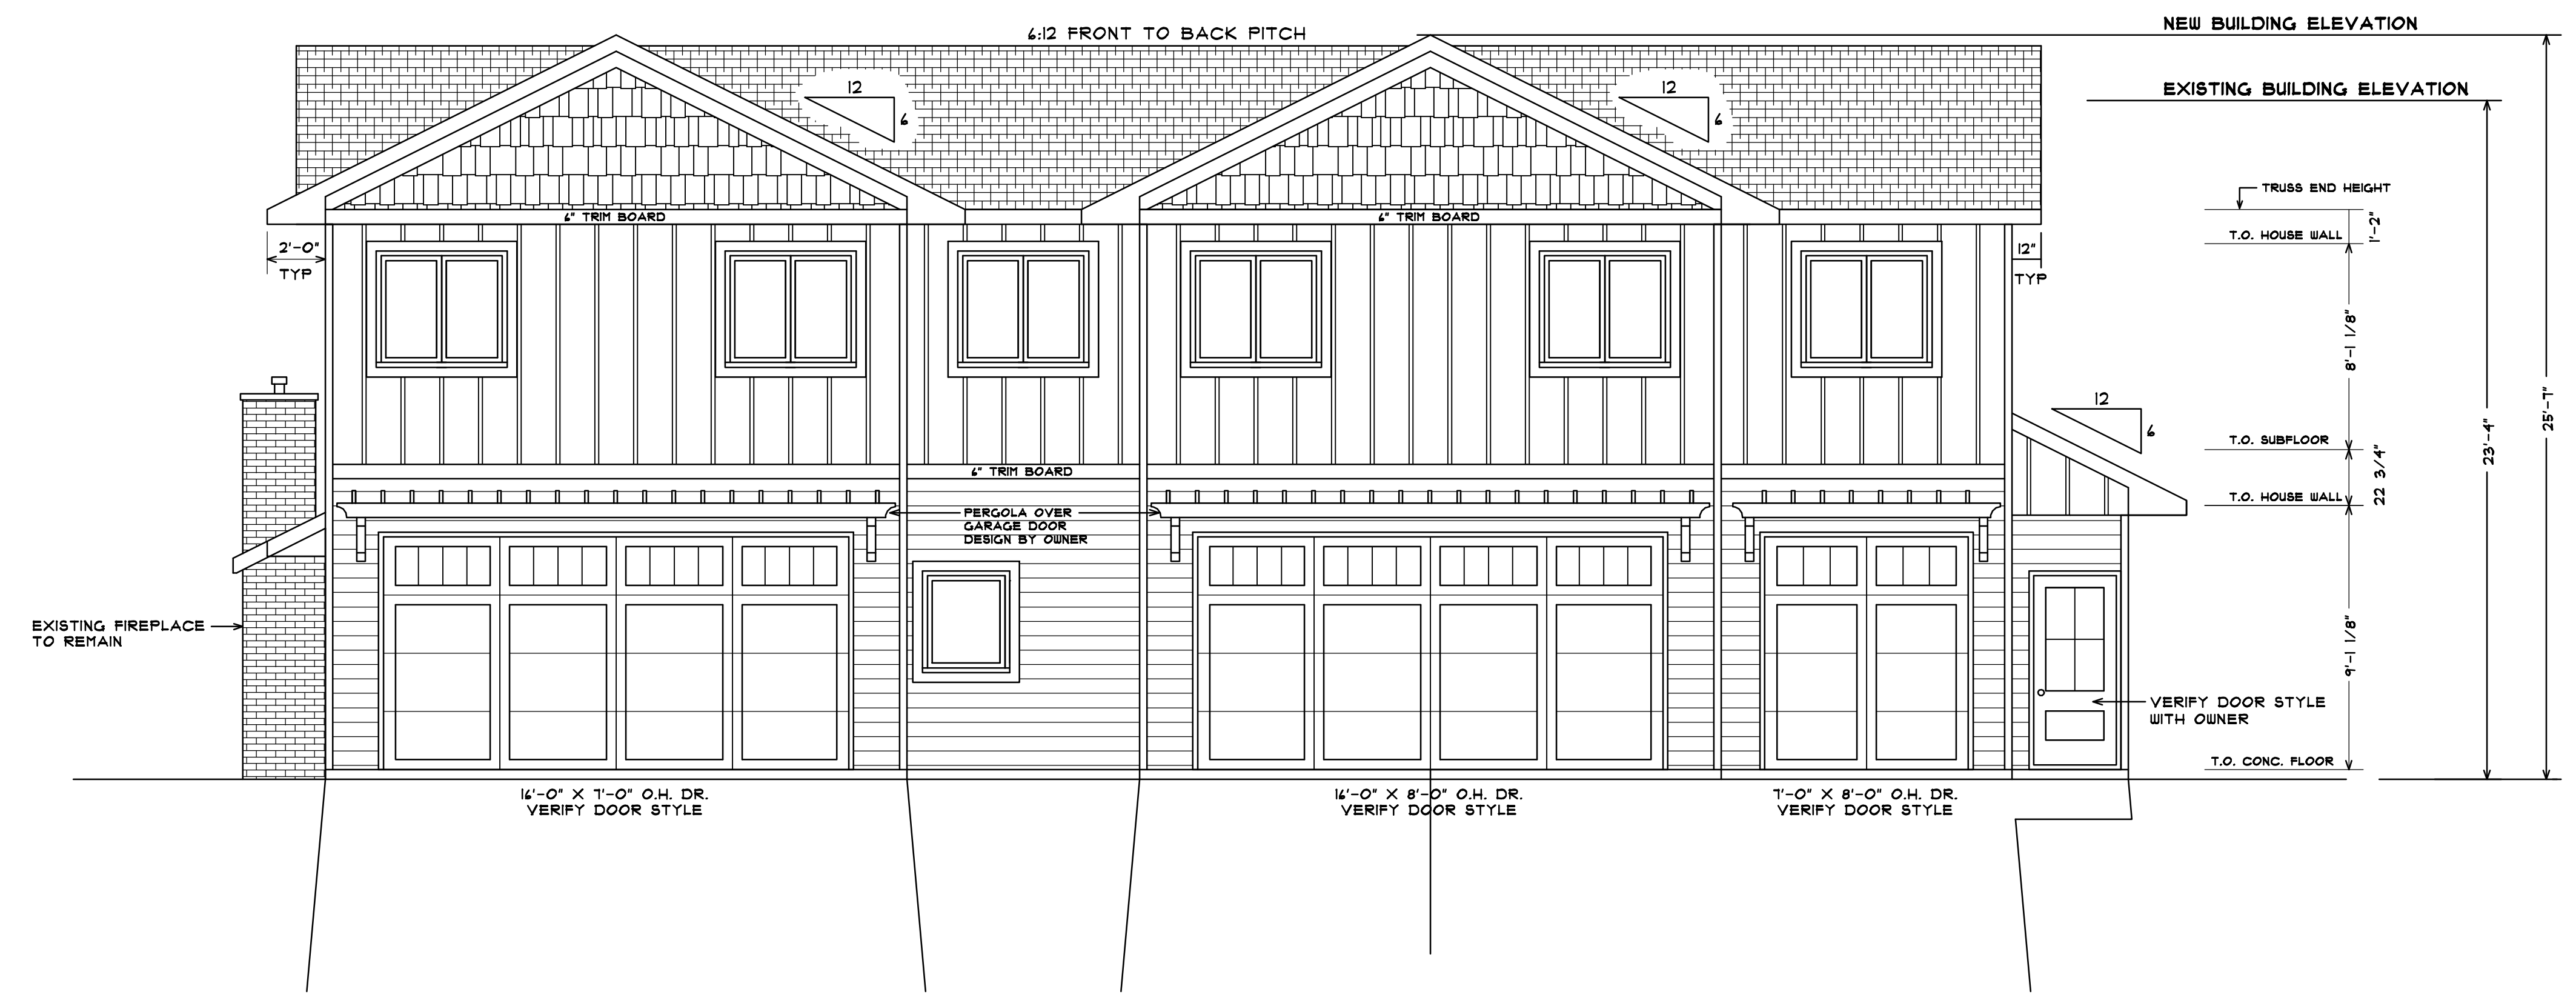 NEW BUILDING ELEVATION
6:12 FRONT TO BACK PITCH
EXISTING BUILDING ELEVATION
12
6
12
6
TRUSS END HEIGHT
6" TRIM BOARD
6" TRIM BOARD
1'-2"
T.O. HOUSE WALL
2'-0"
TYP
12"
TYP
8'-1 1/8"
12
6
25'-7"
23'-4"
T.O. SUBFLOOR
6" TRIM BOARD
22 3/4"
T.O. HOUSE WALL
PERGOLA OVER
GARAGE DOOR
DESIGN BY OWNER
EXISTING FIREPLACE
TO REMAIN
9'-1 1/8"
VERIFY DOOR STYLE
WITH OWNER
T.O. CONC. FLOOR
16'-0" X 7'-0" O.H. DR.
VERIFY DOOR STYLE
16'-0" X 8'-0" O.H. DR.
VERIFY DOOR STYLE
7'-0" X 8'-0" O.H. DR.
VERIFY DOOR STYLE